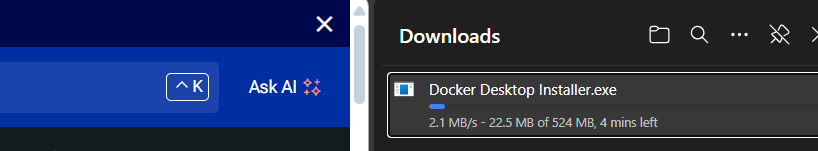 Downloads
^ K
Ask AI
Docker Desktop Installer.exe
2.1 MB/s - 22.5 MB of 524 MB, 4 mins left